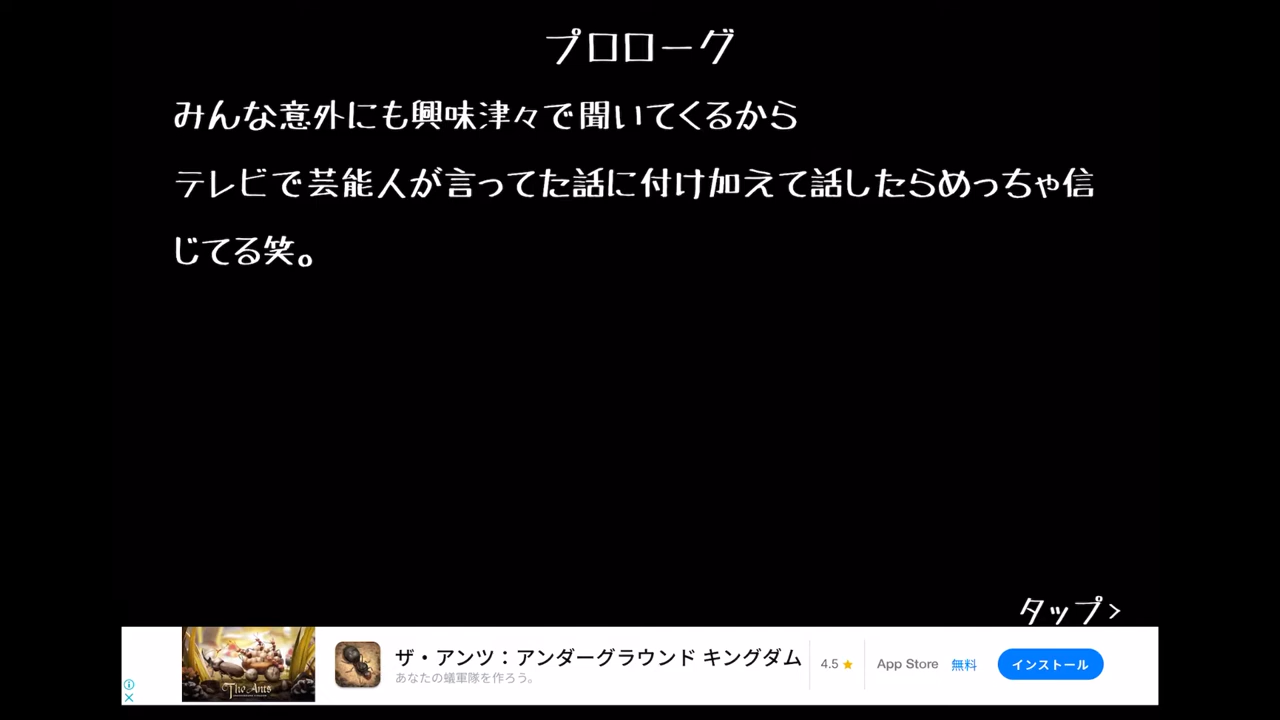 プロローグ
みんな意外にも興味津々で聞いてくるから
テレビで芸能人が言ってた話に付け加えて話したらめっちゃ信
じてる笑。
タップ>
The Ants
ザ・アンツ：アンダーグラウンド キングダム
あなたの蟻軍隊を作ろう。
4.5 ★
App Store 無料
インストール